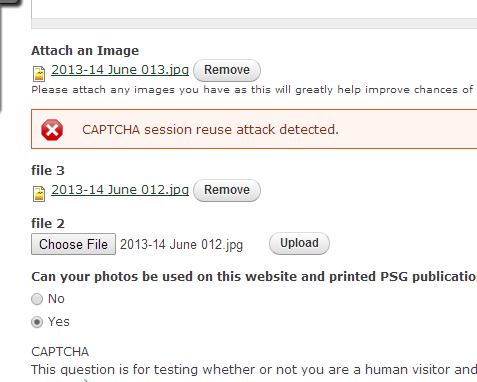 Attach an Image
2013-14 June 013.jpg Remove
Please attach any images you have as this will greatly help improve chances of
CAPTCHA session reuse attack detected.
file 3
2013-14 June 012.jpg Remove
file 2
Choose File 2013-14 June 012.jpg Upload
Can your photos be used on this website and printed PSG publication
No
Yes
CAPTCHA
This question is for testing whether or not you are a human visitor and